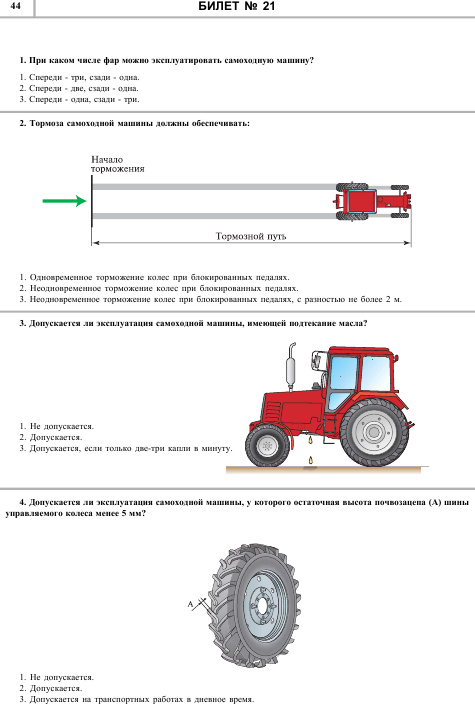 44
БИЛЕТ № 21
1. При каком числе фар можно эксплуатировать самоходную машину?
1. Спереди - три, сзади - одна.
2. Спереди - две, сзади - одна.
3. Спереди - одна, сзади - три.
2. Тормоза самоходной машины должны обеспечивать:
Начало
торможения
Тормозной путь
1. Одновременное торможение колес при блокированных педалях.
2. Неодновременное торможение колес при блокированных педалях.
3. Неодновременное торможение колес при блокированных педалях, с разностью не более 2 м.
3. Допускается ли эксплуатация самоходной машины, имеющей подтекание масла?
1. Не допускается.
2. Допускается.
3. Допускается, если только две-три капли в минуту.
4. Допускается ли эксплуатация самоходной машины, у которого остаточная высота почвозацепа (А) шины
управляемого колеса менее 5 мм?
А
1. Не допускается.
2. Допускается.
3. Допускается на транспортных работах в дневное время.